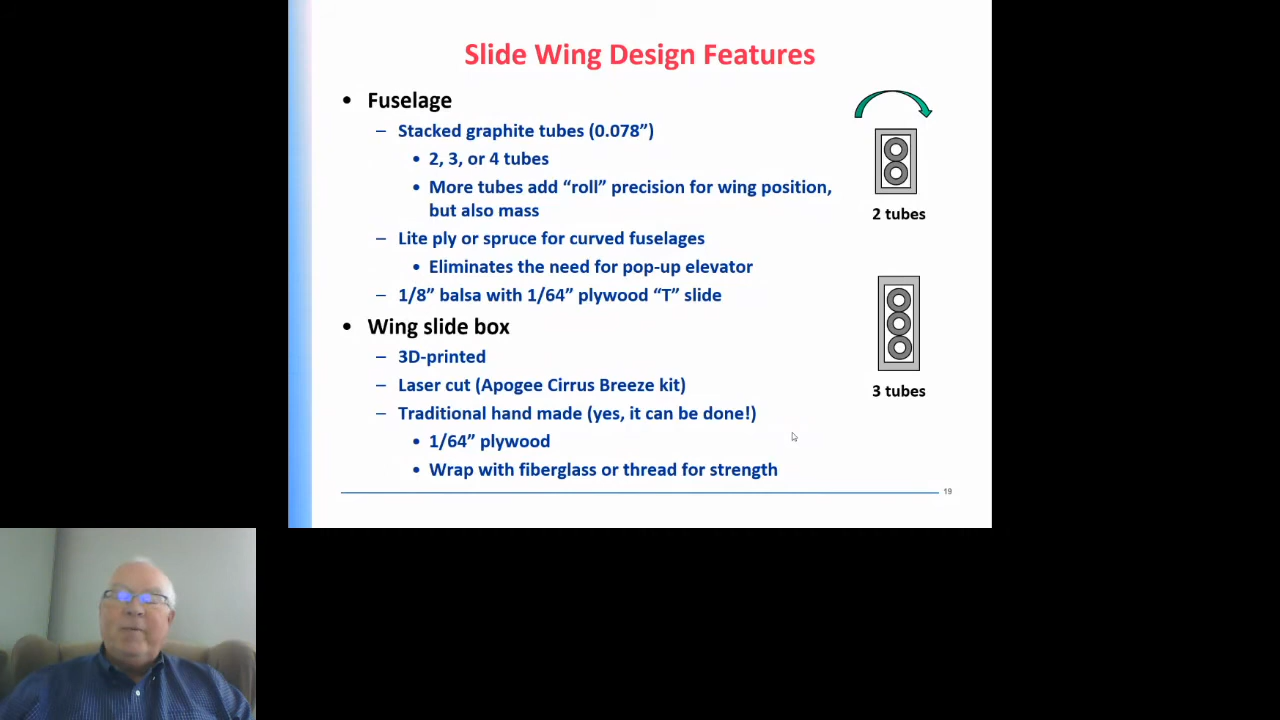 Slide Wing Design Features
• Fuselage
– Stacked graphite tubes (0.078”)
• 2, 3, or 4 tubes
• More tubes add “roll” precision for wing position,
but also mass
– Lite ply or spruce for curved fuselages
• Eliminates the need for pop-up elevator
– 1/8” balsa with 1/64” plywood “T” slide
• Wing slide box
– 3D-printed
– Laser cut (Apogee Cirrus Breeze kit)
– Traditional hand made (yes, it can be done!)
• 1/64” plywood
• Wrap with fiberglass or thread for strength
2 tubes
3 tubes
19